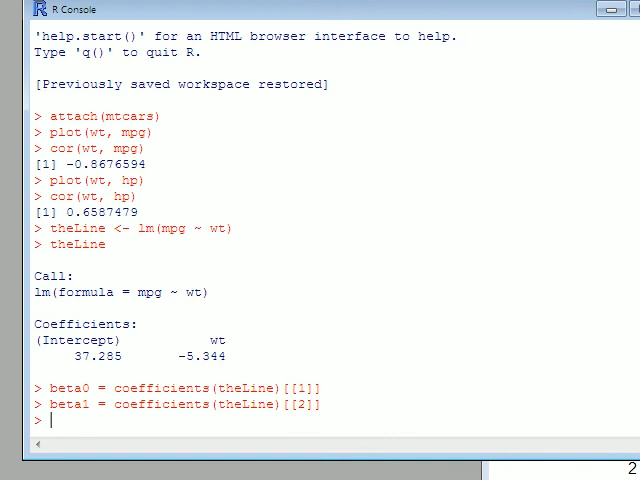 R Console
'help.start()' for an HTML browser interface to help.
Type 'q()' to quit R.
[Previously saved workspace restored]
> attach(mtcars)
> plot(wt, mpg)
> cor(wt, mpg)
[1] -0.8676594
> plot(wt, hp)
> cor(wt, hp)
[1] 0.6587479
> theLine <- lm(mpg ~ wt)
> theLine
Call:
lm(formula = mpg ~ wt)
Coefficients:
(Intercept) wt
37.285 -5.344
> beta0 = coefficients(theLine)[[1]]
> beta1 = coefficients(theLine)[[2]]
>
2